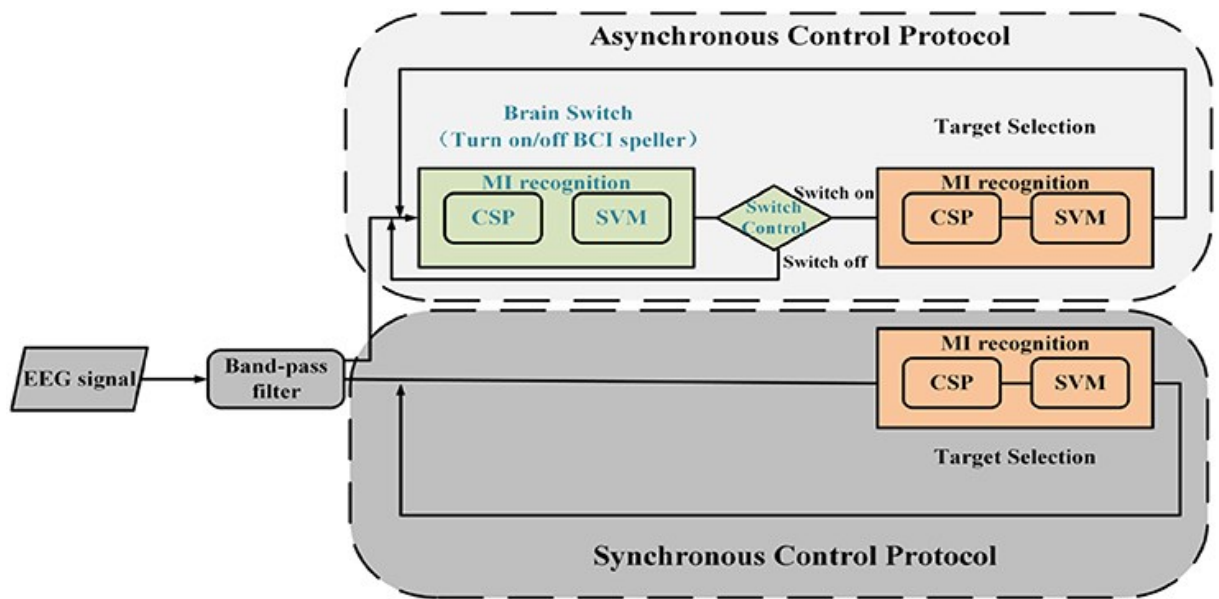 Asynchronous Control Protocol
Brain Switch
（Turn on/off BCI speller）
Target Selection
MI recognition
CSP
SVM
Switch
Control
Switch on
Switch off
MI recognition
CSP
SVM
EEG signal
Band-pass
filter
MI recognition
CSP
SVM
Target Selection
Synchronous Control Protocol